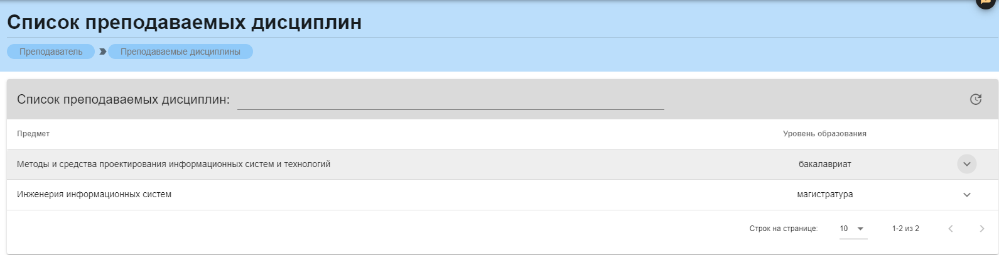 Список преподаваемых дисциплин
Преподаватель Преподаваемые дисциплины
Список преподаваемых дисциплин:
Предмет Уровень образования
Методы и средства проектирования информационных систем и технологий бакалавриат
Инженерия информационных систем магистратура
Строк на странице: 10 1-2 из 2